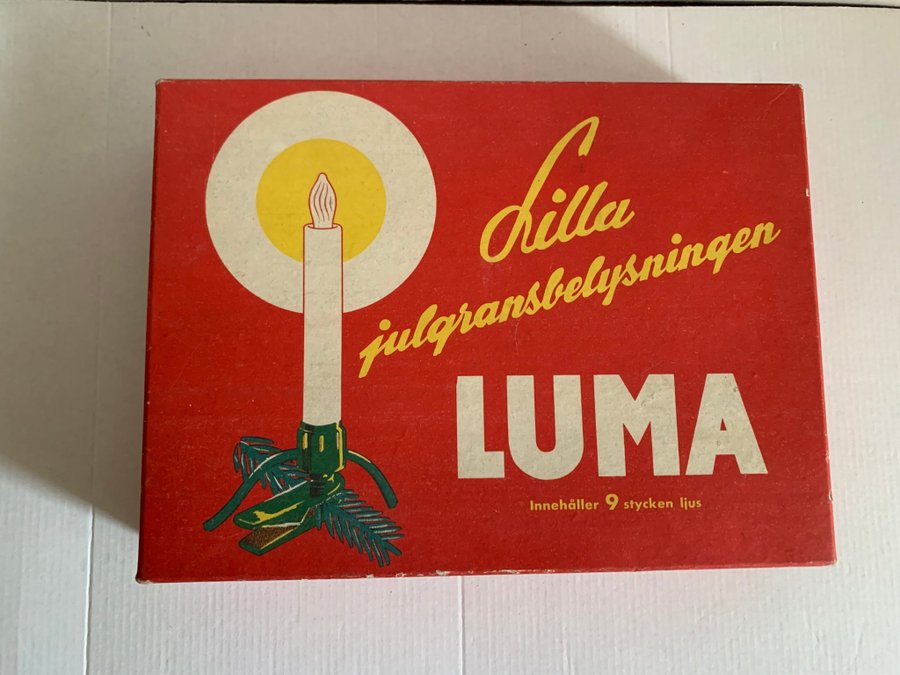 Lilla
julgransbelysningen
LUMA
Innehåller 9 stycken ljus